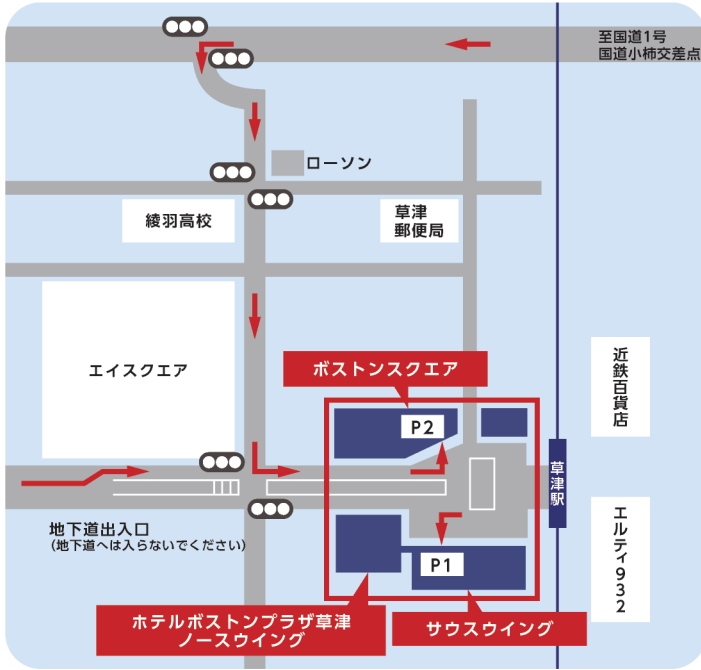 至国道1号
国道小柿交差点
ローソン
綾羽高校
草津
郵便局
エイスクエア
ボストンスクエア
近鉄百貨店
P2
草津駅
地下道出入口
（地下道へは入らないでください）
エルティ932
P1
ホテルボストンプラザ草津
ノースウイング
サウスウイング